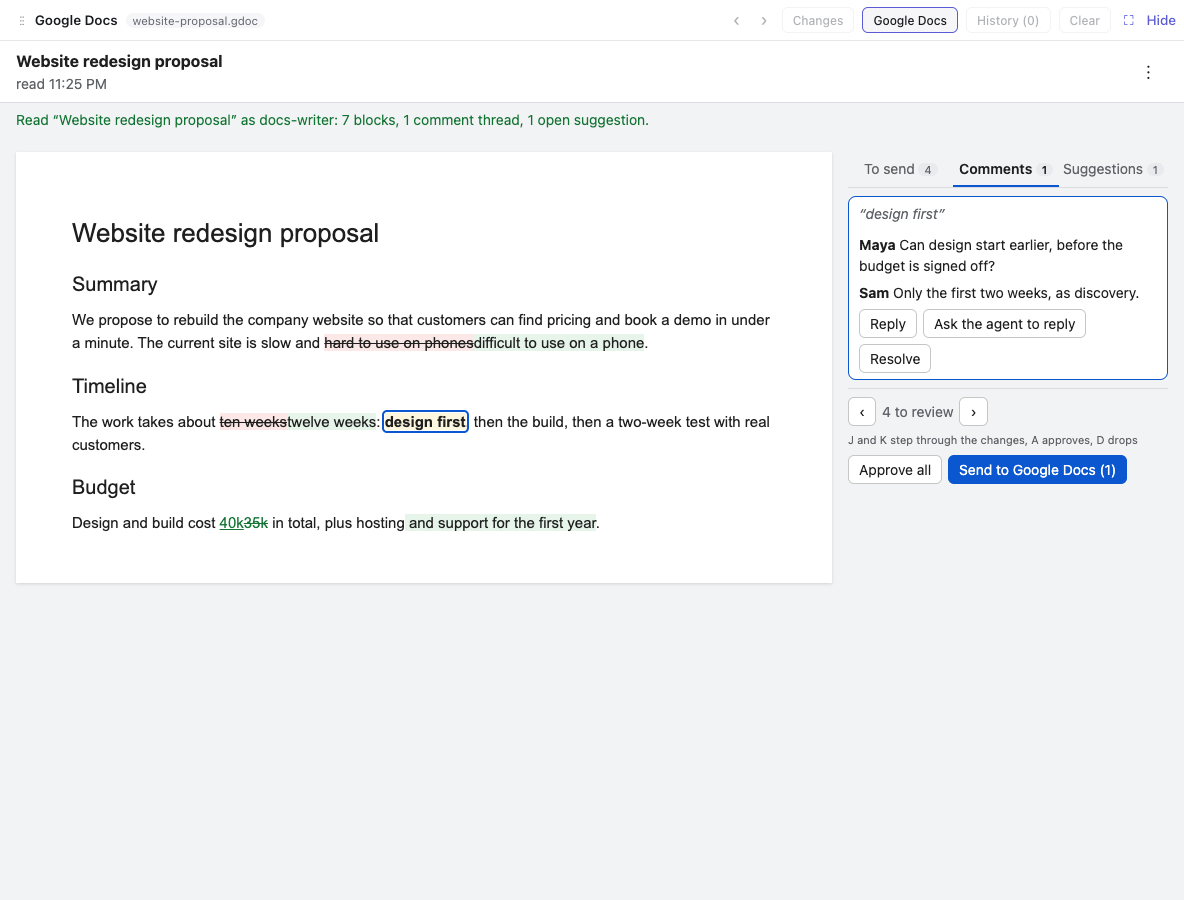 Google Docs website-proposal.gdoc ‹ › Changes Google Docs History (0) Clear Hide
Website redesign proposal
read 11:25 PM
Read “Website redesign proposal” as docs-writer: 7 blocks, 1 comment thread, 1 open suggestion.
Website redesign proposal
Summary
We propose to rebuild the company website so that customers can find pricing and book a demo in under
a minute. The current site is slow and hard to use on phonesdifficult to use on a phone.
Timeline
The work takes about ten weekstwelve weeks: design first then the build, then a two-week test with real
customers.
Budget
Design and build cost 40k35k in total, plus hosting and support for the first year.
To send 4 Comments 1 Suggestions 1
“design first”
Maya Can design start earlier, before the
budget is signed off?
Sam Only the first two weeks, as discovery.
Reply Ask the agent to reply
Resolve
‹ 4 to review ›
J and K step through the changes, A approves, D drops
Approve all Send to Google Docs (1)